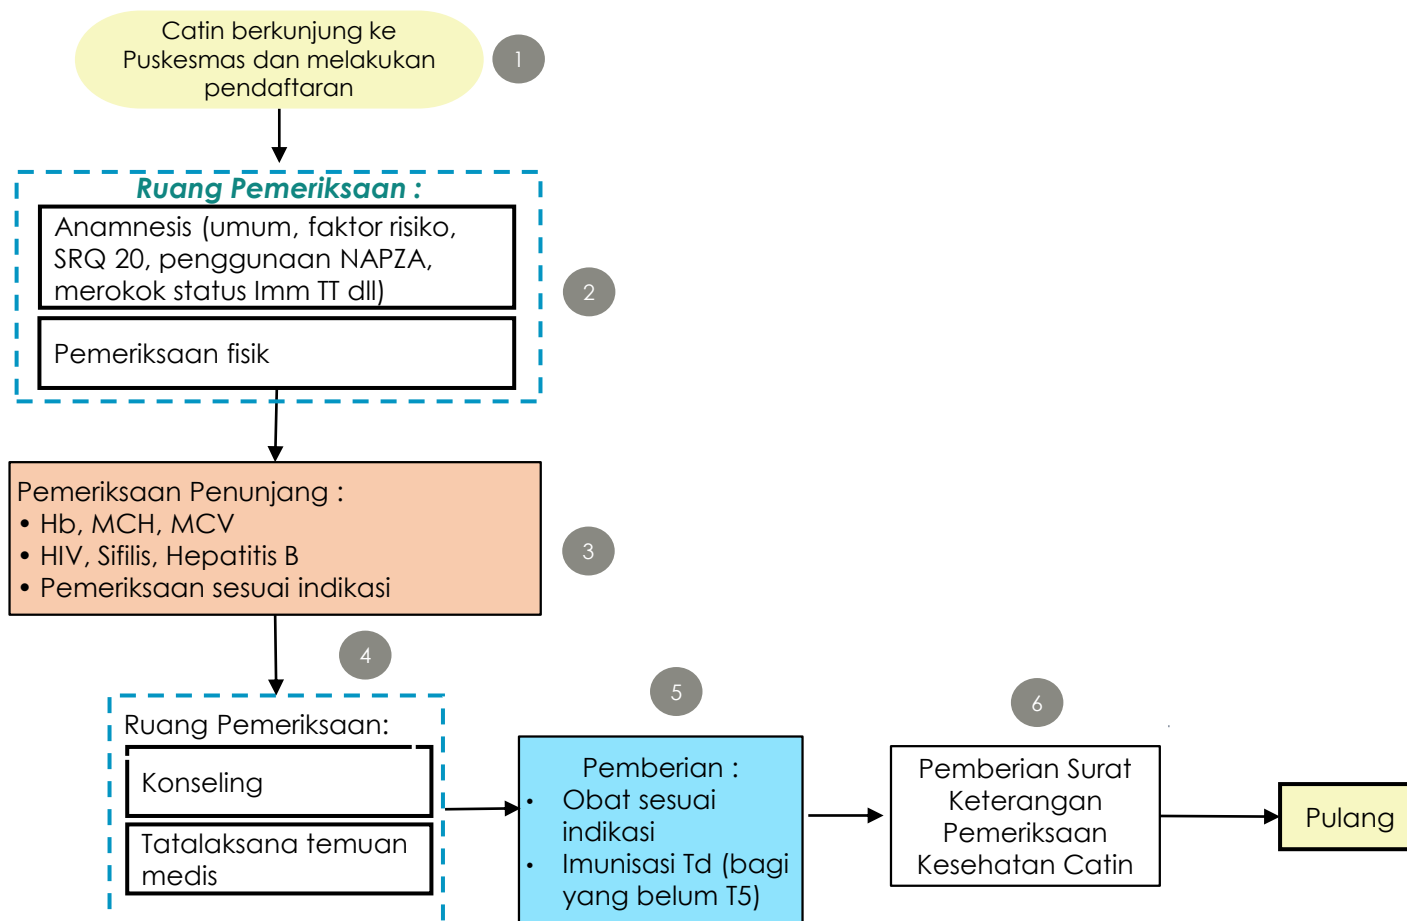 Catin berkunjung ke
Puskesmas dan melakukan
pendaftaran
1
Ruang Pemeriksaan :
Anamnesis (umum, faktor risiko,
SRQ 20, penggunaan NAPZA,
merokok status Imm TT dll)
2
Pemeriksaan fisik
Pemeriksaan Penunjang :
• Hb, MCH, MCV
• HIV, Sifilis, Hepatitis B
• Pemeriksaan sesuai indikasi
3
4
Ruang Pemeriksaan:
Konseling
Tatalaksana temuan
medis
5
Pemberian :
• Obat sesuai
indikasi
• Imunisasi Td (bagi
yang belum T5)
6
Pemberian Surat
Keterangan
Pemeriksaan
Kesehatan Catin
Pulang